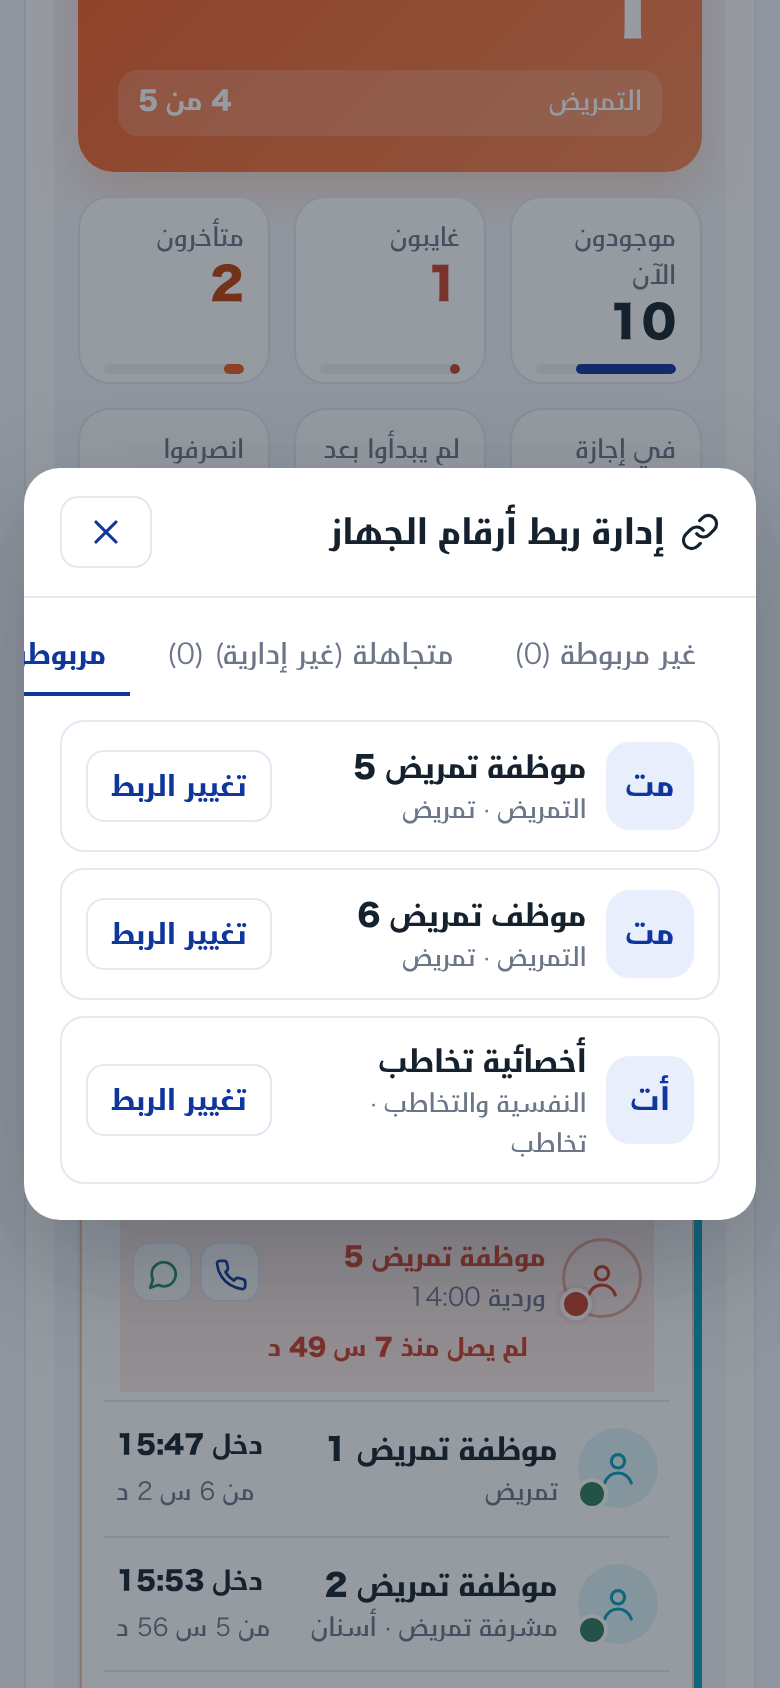 1
التمريض
4 من 5
موجودون الآن
10
غايبون
1
متأخرون
2
في إجازة
لم يبدأوا بعد
انصرفوا
إدارة ربط أرقام الجهاز
غير مربوطة (0)
متجاهلة (غير إدارية) (0)
موظفة تمريض 5
التمريض · تمريض
تغيير الربط
مت
موظف تمريض 6
التمريض · تمريض
تغيير الربط
مت
أخصائية تخاطب
النفسية والتخاطب ·
تخاطب
تغيير الربط
أت
موظفة تمريض 5
وردية 14:00
لم يصل منذ 7 س 49 د
موظفة تمريض 1
تمريض
دخل 15:47
من 6 س 2 د
موظفة تمريض 2
مشرفة تمريض · أسنان
دخل 15:53
من 5 س 56 د